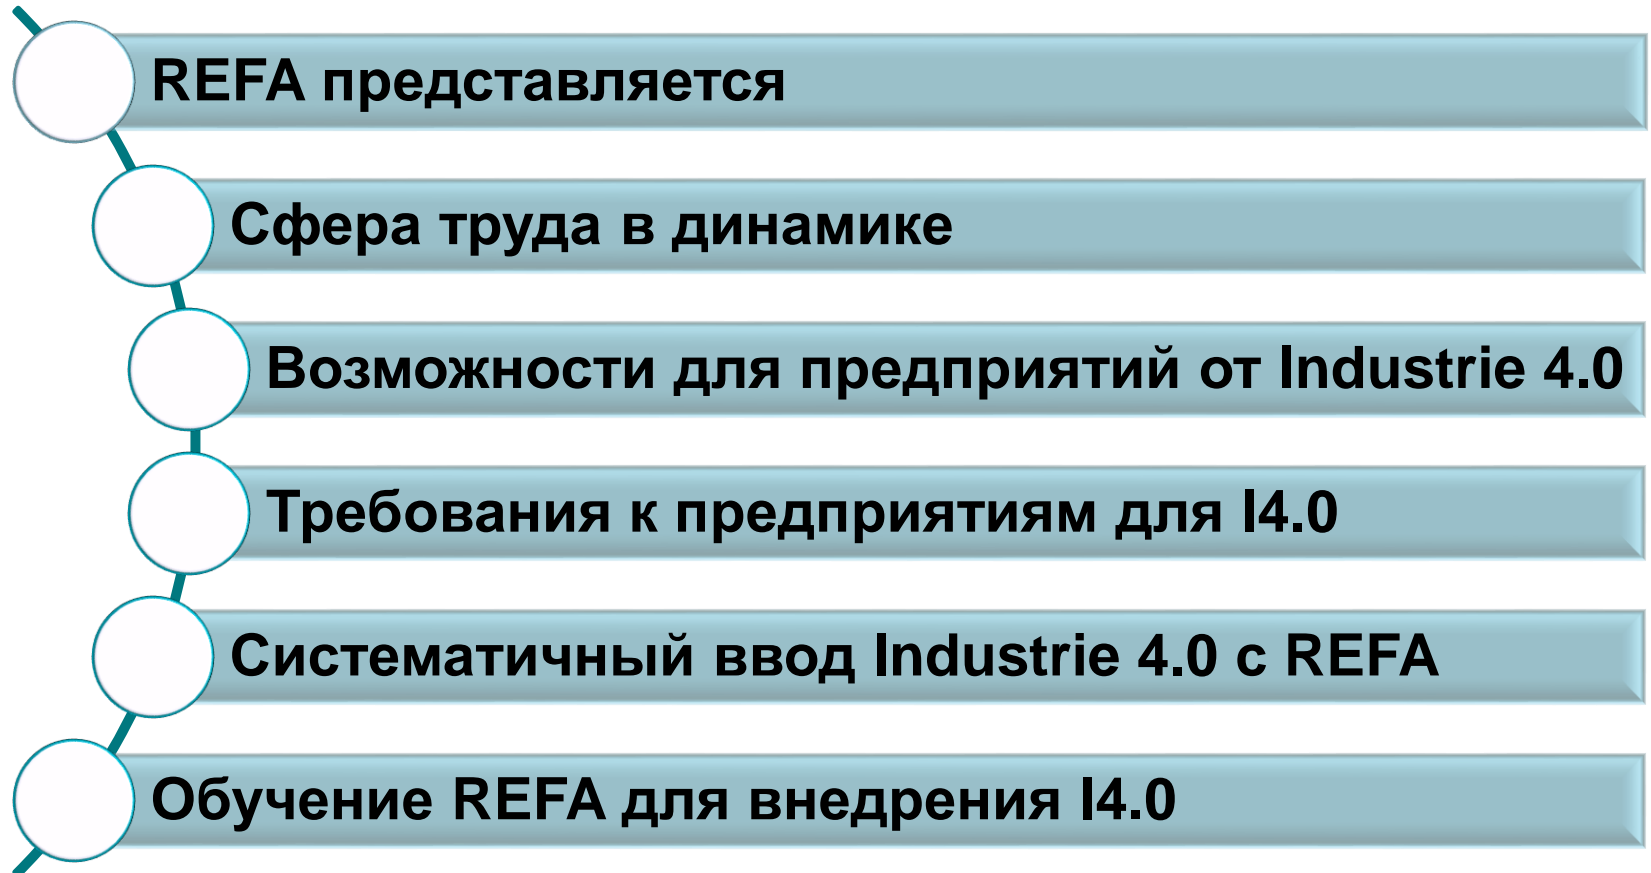 REFA представляется
Сфера труда в динамике
Возможности для предприятий от Industrie 4.0
Требования к предприятиям для I4.0
Систематичный ввод Industrie 4.0 с REFA
Обучение REFA для внедрения I4.0